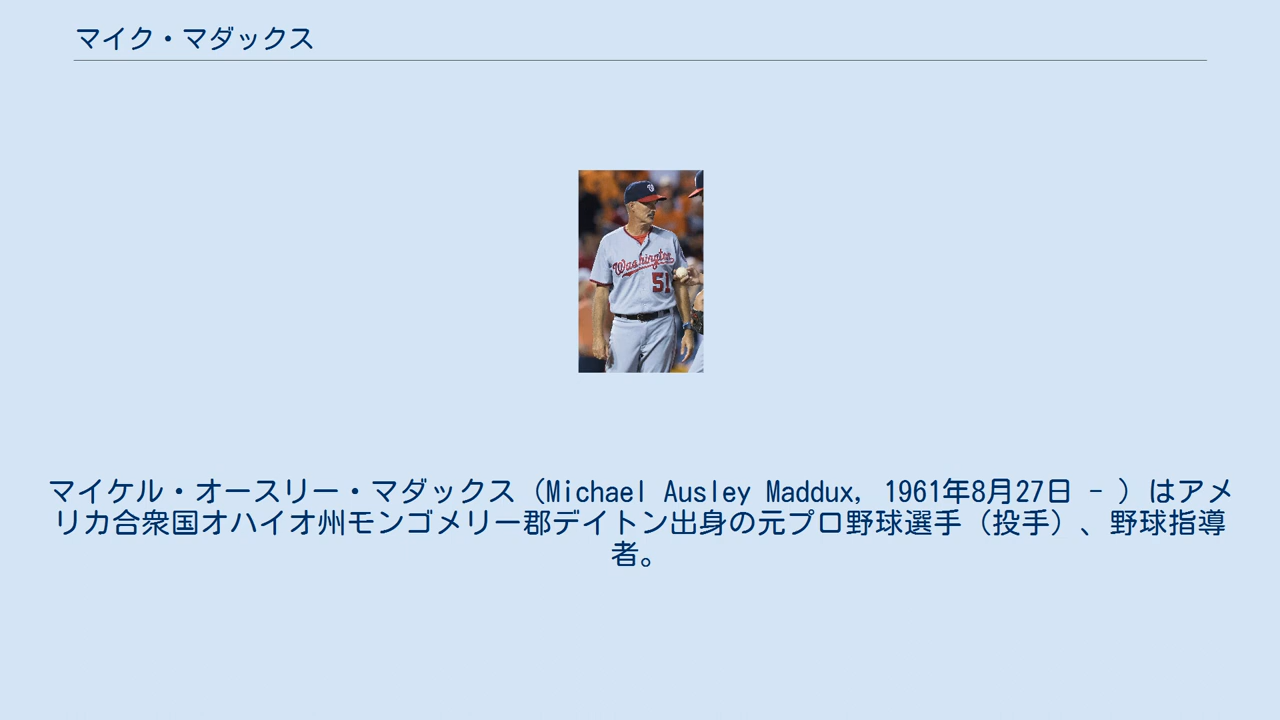 マイク・マダックス
Washington
51
マイケル・オースリー・マダックス（Michael Ausley Maddux, 1961年8月27日 - ）はアメ
リカ合衆国オハイオ州モンゴメリー郡デイトン出身の元プロ野球選手（投手）、野球指導
者。